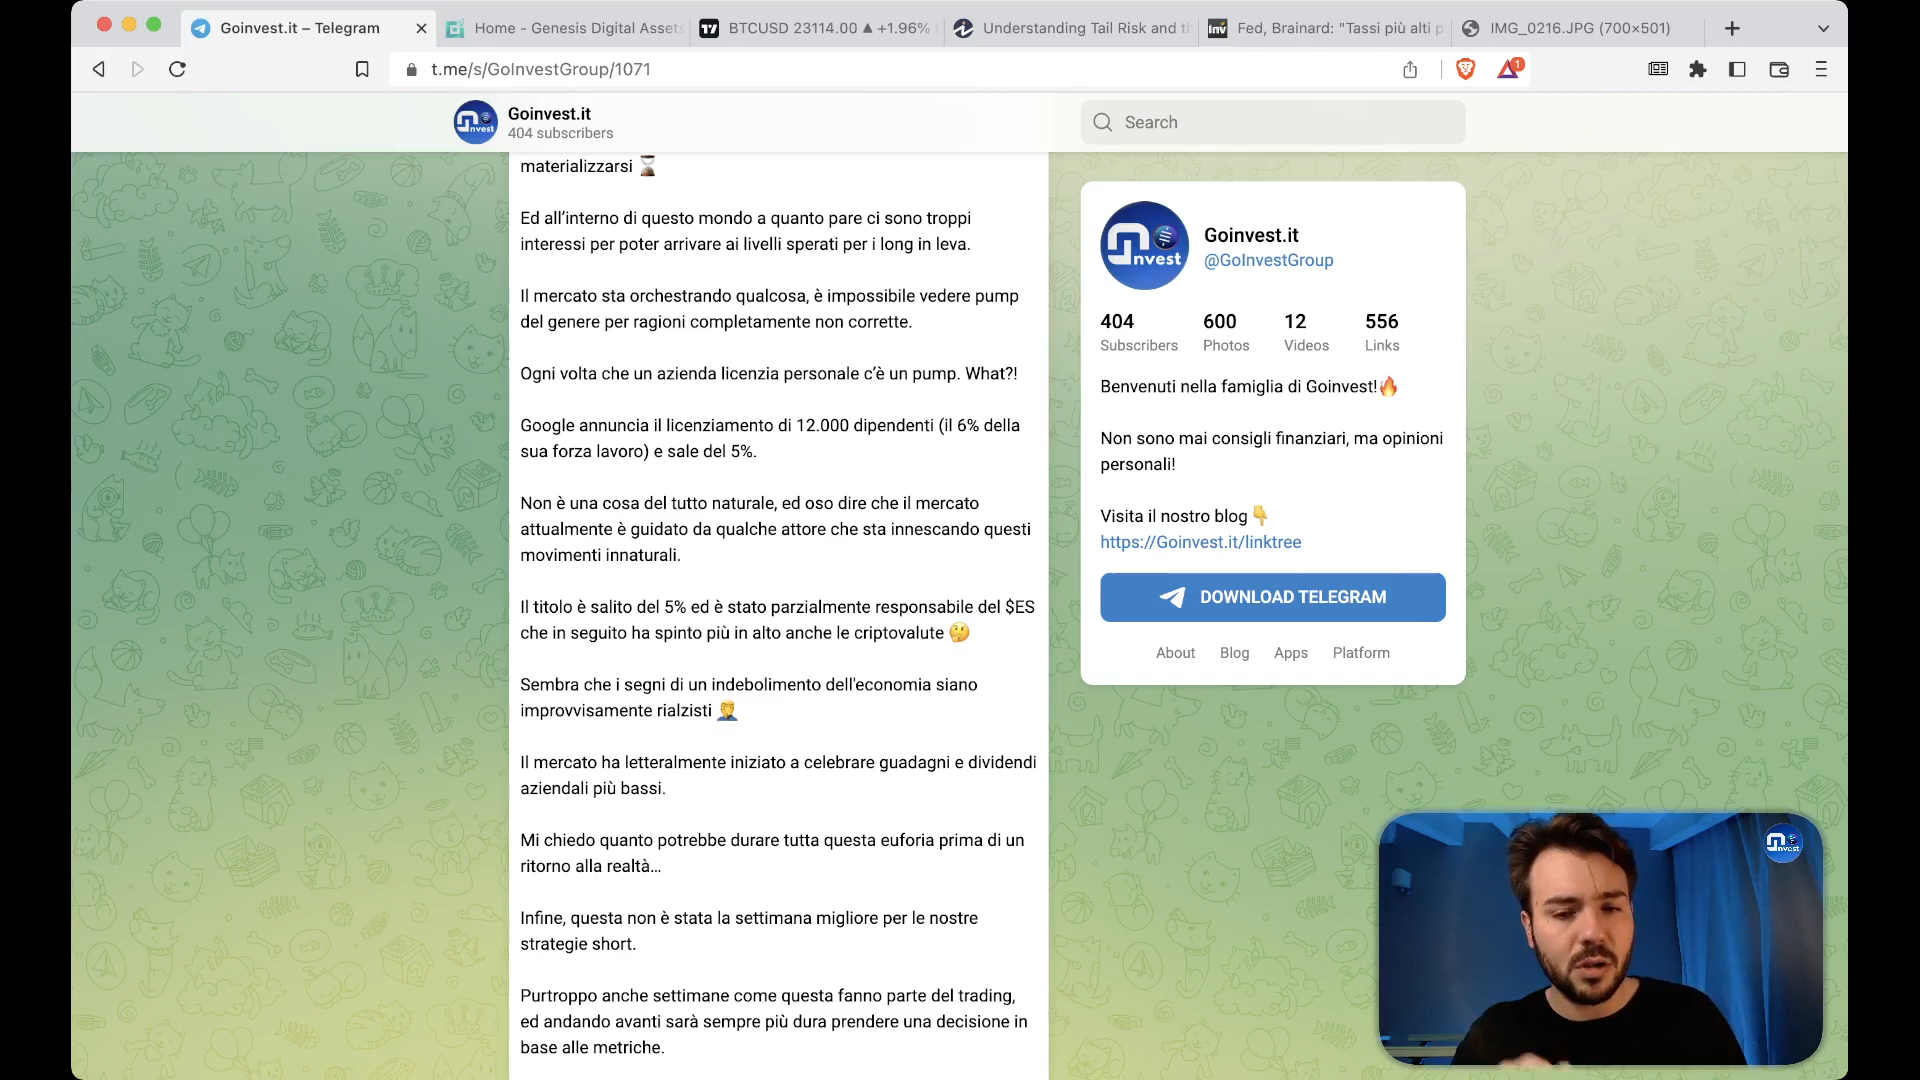 Goinvest.it – Telegram
Home - Genesis Digital Assets
BTCUSD 23114.00 ▲ +1.96%
Understanding Tail Risk and th
Fed, Brainard: "Tassi più alti p
IMG_0216.JPG (700×501)
t.me/s/GoInvestGroup/1071
1
Goinvest.it
404 subscribers
Search
materializzarsi ⌛
Ed all’interno di questo mondo a quanto pare ci sono troppi
interessi per poter arrivare ai livelli sperati per i long in leva.
Il mercato sta orchestrando qualcosa, è impossibile vedere pump
del genere per ragioni completamente non corrette.
Ogni volta che un azienda licenzia personale c’è un pump. What?!
Google annuncia il licenziamento di 12.000 dipendenti (il 6% della
sua forza lavoro) e sale del 5%.
Non è una cosa del tutto naturale, ed oso dire che il mercato
attualmente è guidato da qualche attore che sta innescando questi
movimenti innaturali.
Il titolo è salito del 5% ed è stato parzialmente responsabile del $ES
che in seguito ha spinto più in alto anche le criptovalute 🤔
Sembra che i segni di un indebolimento dell'economia siano
improvvisamente rialzisti 🤦
Il mercato ha letteralmente iniziato a celebrare guadagni e dividendi
aziendali più bassi.
Mi chiedo quanto potrebbe durare tutta questa euforia prima di un
ritorno alla realtà...
Infine, questa non è stata la settimana migliore per le nostre
strategie short.
Purtroppo anche settimane come questa fanno parte del trading,
ed andando avanti sarà sempre più dura prendere una decisione in
base alle metriche.
nvest
Goinvest.it
@GoInvestGroup
404 600 12 556
Subscribers Photos Videos Links
Benvenuti nella famiglia di Goinvest!🔥
Non sono mai consigli finanziari, ma opinioni
personali!
Visita il nostro blog 👇
https://Goinvest.it/linktree
DOWNLOAD TELEGRAM
About Blog Apps Platform
nvest